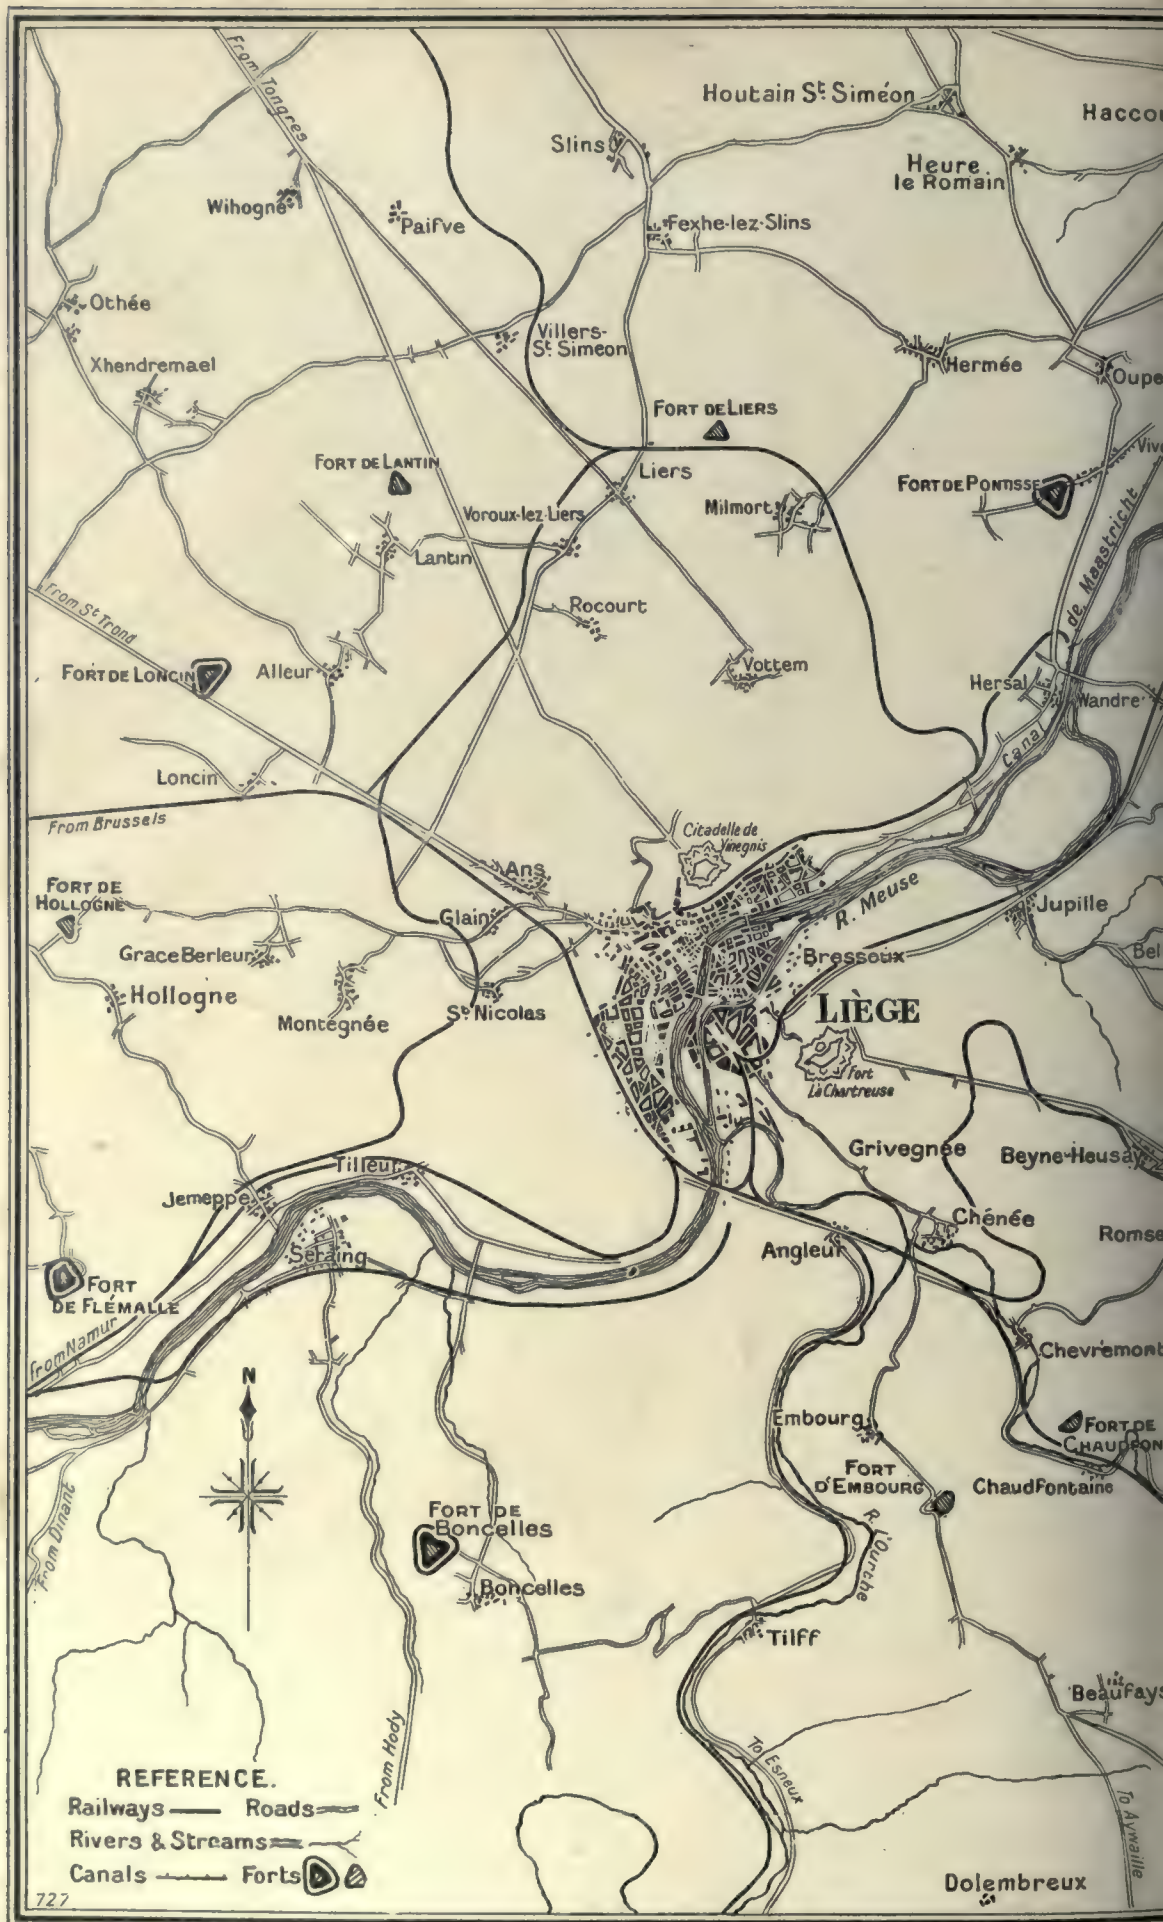 From Tongres
Houtain St. Siméon
Haccou
Slins
Heure
le Romain
Wihogne
Paifve
Fexhe-lez-Slins
Othée
Villers-
St. Simeon
Xhendremael
Hermée
Oupe
FORT DE LIERS
FORT DE LANTIN
Liers
Vive
FORT DE PONTISSE
Voroux-lez-Liers
Milmort
Lantin
de Maastricht
From St Trond
Rocourt
FORT DE LONCIN
Alleur
Vottem
Hersal
Wandre
Canal
Loncin
From Brussels
Citadelle de
Vinegnis
Ans
FORT DE
HOLLOGNE
Glain
R. Meuse
Jupille
Grace Berleur
Bressoux
Bel
Hollogne
Montegnée
St. Nicolas
LIÈGE
Fort
La Chartreuse
Grivegnée
Beyne-Heusay
Tilleur
Jemeppe
Chénée
Seraing
Angleur
Romse
FORT
DE FLÉMALLE
From Namur
Chevremont
N
Embourg
FORT DE
CHAUDFON
FORT
D'EMBOURG
Chaudfontaine
From Dinant
FORT DE
Boncelles
R. L'Ourthe
Boncelles
Tilff
Beaufays
From Hody
To Esneux
To Aywaille
REFERENCE.
Railways Roads
Rivers & Streams
Canals Forts
727
Dolembreux